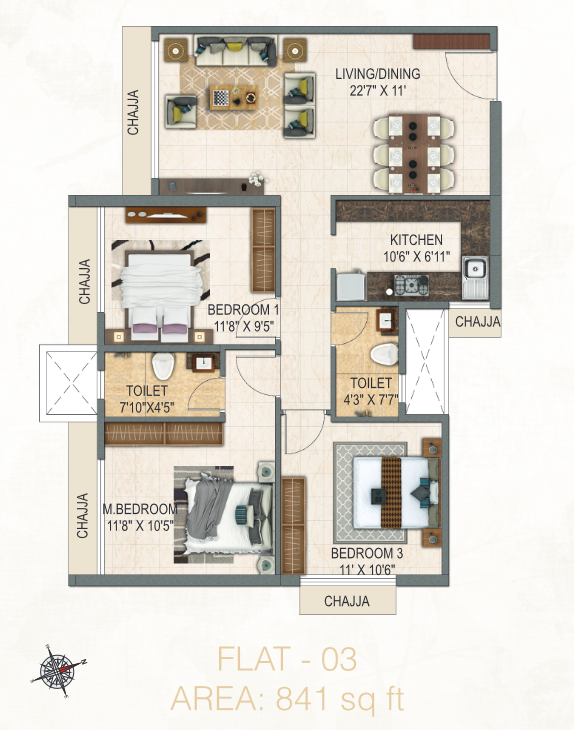 CHAJJA
LIVING/DINING
22'7" X 11'
KITCHEN
10'6" X 6'11"
CHAJJA
BEDROOM 1
11'8" X 9'5"
CHAJJA
TOILET
7'10"X4'5"
TOILET
4'3" X 7'7"
CHAJJA
M.BEDROOM
11'8" X 10'5"
BEDROOM 3
11' X 10'6"
CHAJJA
N
FLAT - 03
AREA: 841 sq ft